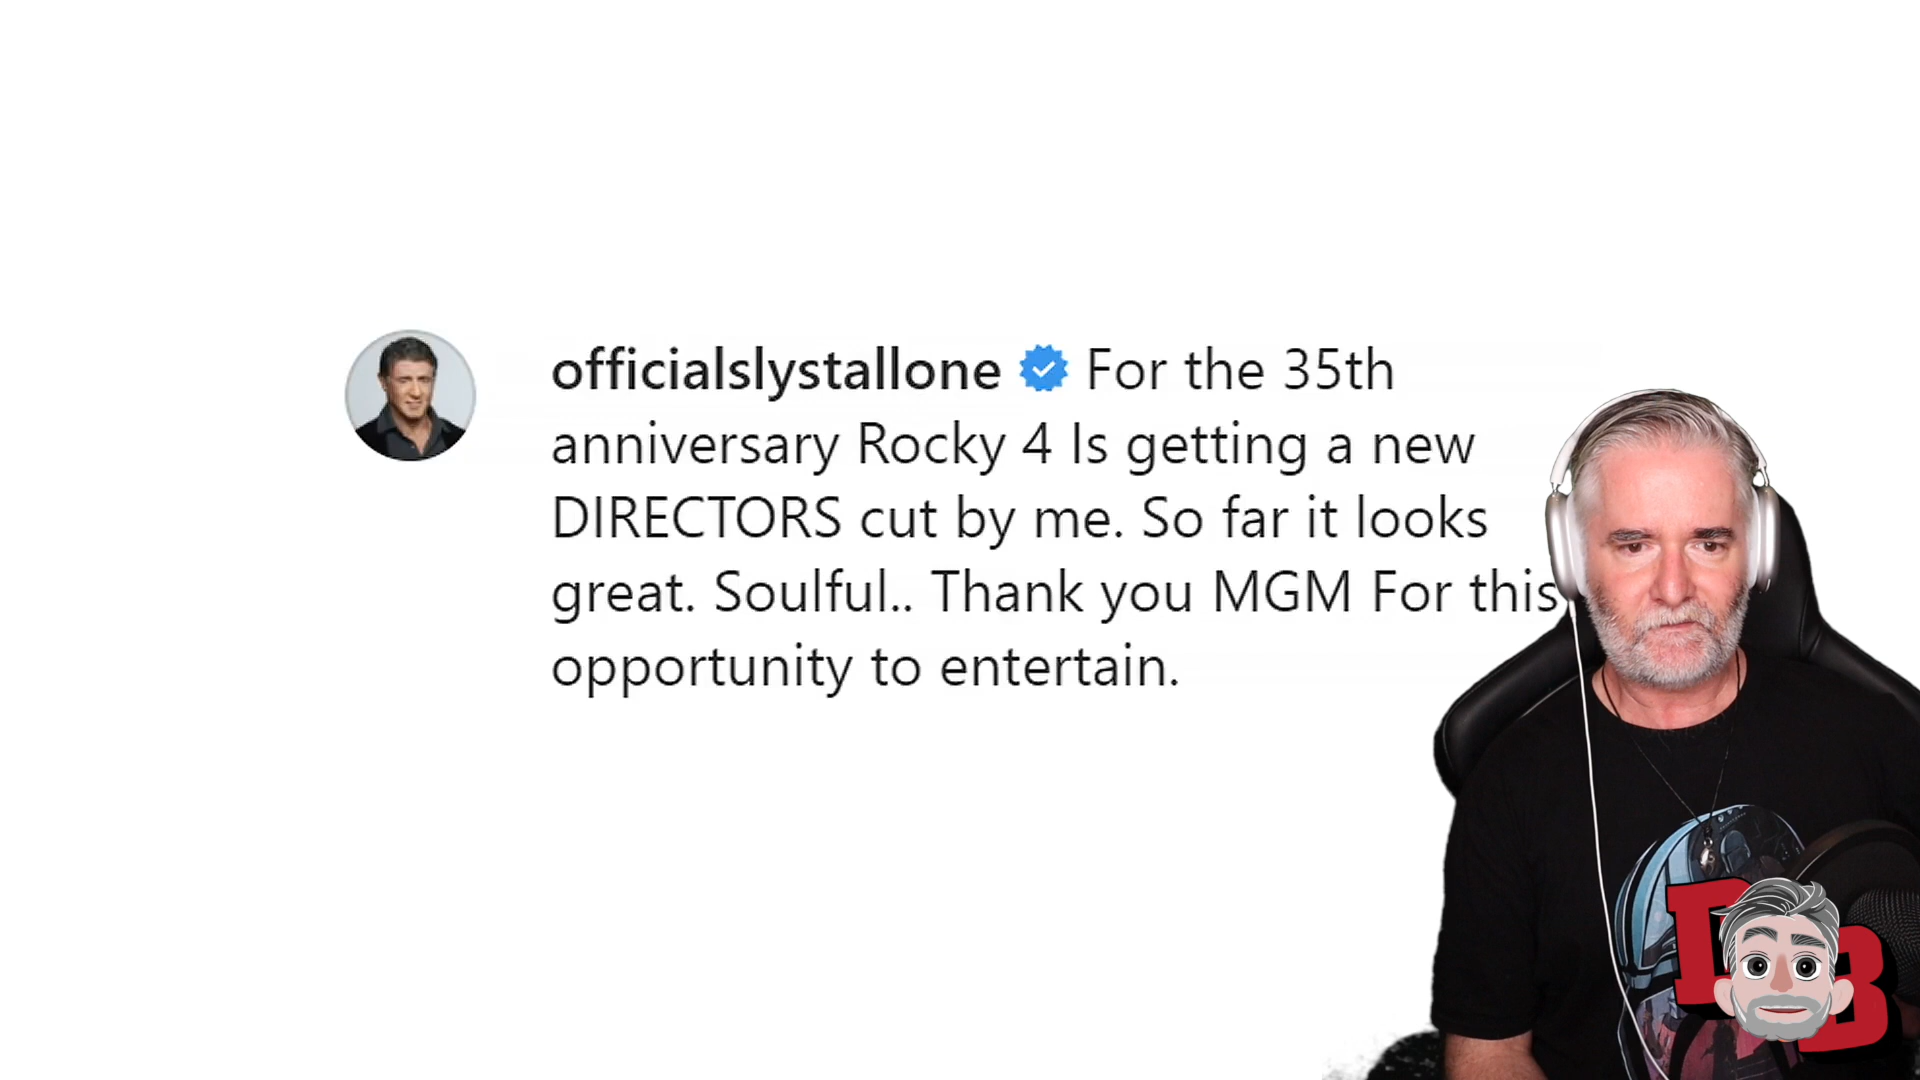 officialslystallone For the 35th
anniversary Rocky 4 Is getting a new
DIRECTORS cut by me. So far it looks
great. Soulful.. Thank you MGM For this
opportunity to entertain.
D B